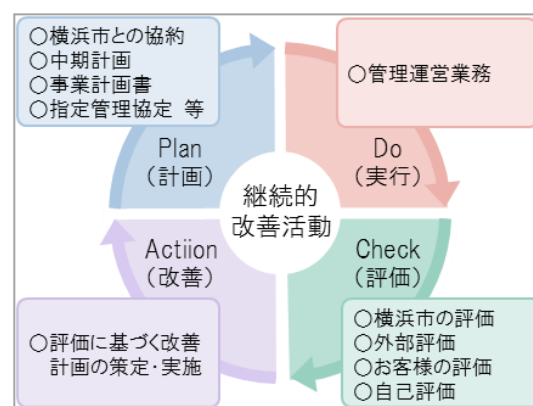 ○横浜市との協約
○中期計画
○事業計画書
○指定管理協定 等
○管理運営業務
Plan
(計画)
Do
(実行)
継続的
改善活動
Actiion
(改善)
Check
(評価)
○評価に基づく改善
計画の策定・実施
○横浜市の評価
○外部評価
○お客様の評価
○自己評価